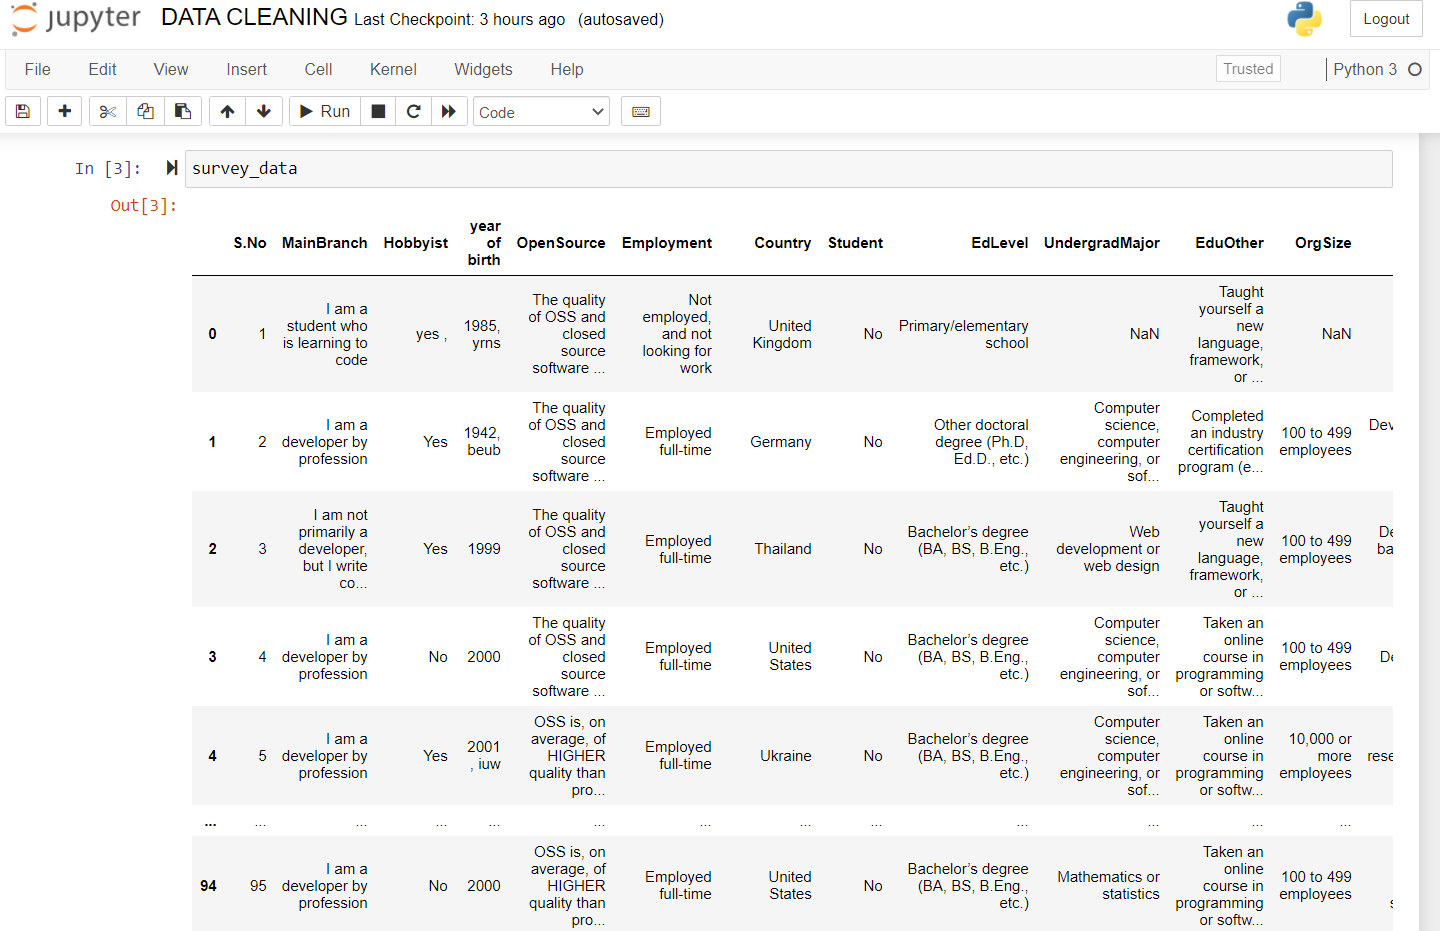 jupyter DATA CLEANING Last Checkpoint: 3 hours ago (autosaved)
Logout
File Edit View Insert Cell Kernel Widgets Help Trusted Python 3
Run Code
In [3]: survey_data
Out[3]:
S.No MainBranch Hobbyist year of birth OpenSource Employment Country Student EdLevel UndergradMajor EduOther OrgSize
0 1 I am a student who is learning to code yes , 1985, yrns The quality of OSS and closed source software ... Not employed, and not looking for work United Kingdom No Primary/elementary school NaN Taught yourself a new language, framework, or ... NaN
1 2 I am a developer by profession Yes 1942, beub The quality of OSS and closed source software ... Employed full-time Germany No Other doctoral degree (Ph.D, Ed.D., etc.) Computer science, computer engineering, or sof... Completed an industry certification program (e... 100 to 499 employees Dev
2 3 I am not primarily a developer, but I write co... Yes 1999 The quality of OSS and closed source software ... Employed full-time Thailand No Bachelor’s degree (BA, BS, B.Eng., etc.) Web development or web design Taught yourself a new language, framework, or ... 100 to 499 employees De ba
3 4 I am a developer by profession No 2000 The quality of OSS and closed source software ... Employed full-time United States No Bachelor’s degree (BA, BS, B.Eng., etc.) Computer science, computer engineering, or sof... Taken an online course in programming or softw... 100 to 499 employees De
4 5 I am a developer by profession Yes 2001 , iuw OSS is, on average, of HIGHER quality than pro... Employed full-time Ukraine No Bachelor’s degree (BA, BS, B.Eng., etc.) Computer science, computer engineering, or sof... Taken an online course in programming or softw... 10,000 or more employees rese
... ... ... ... ... ... ... ... ... ... ... ... ...
94 95 I am a developer by profession No 2000 OSS is, on average, of HIGHER quality than pro... Employed full-time United States No Bachelor’s degree (BA, BS, B.Eng., etc.) Mathematics or statistics Taken an online course in programming or softw... 100 to 499 employees s